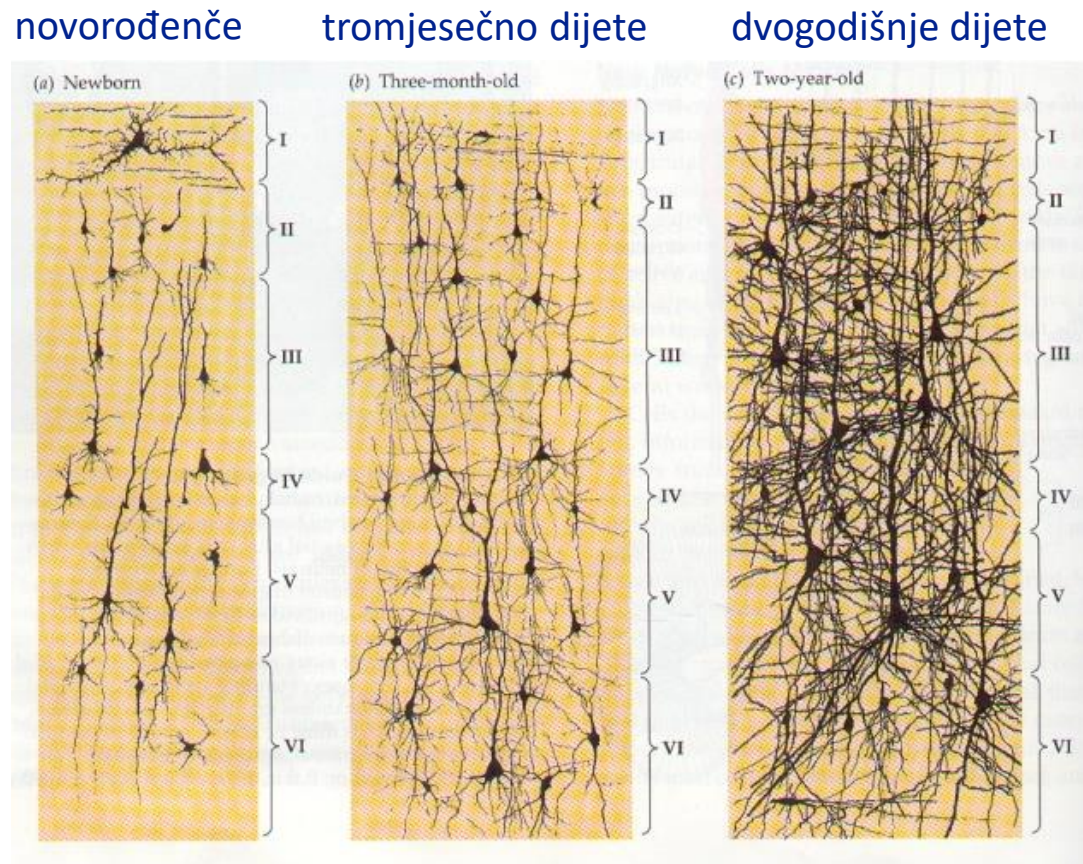 novorođenče
tromjesečno dijete
dvogodišnje dijete
(a) Newborn
(b) Three-month-old
(c) Two-year-old
I
II
III
IV
V
VI
I
II
III
IV
V
VI
I
II
III
IV
V
VI